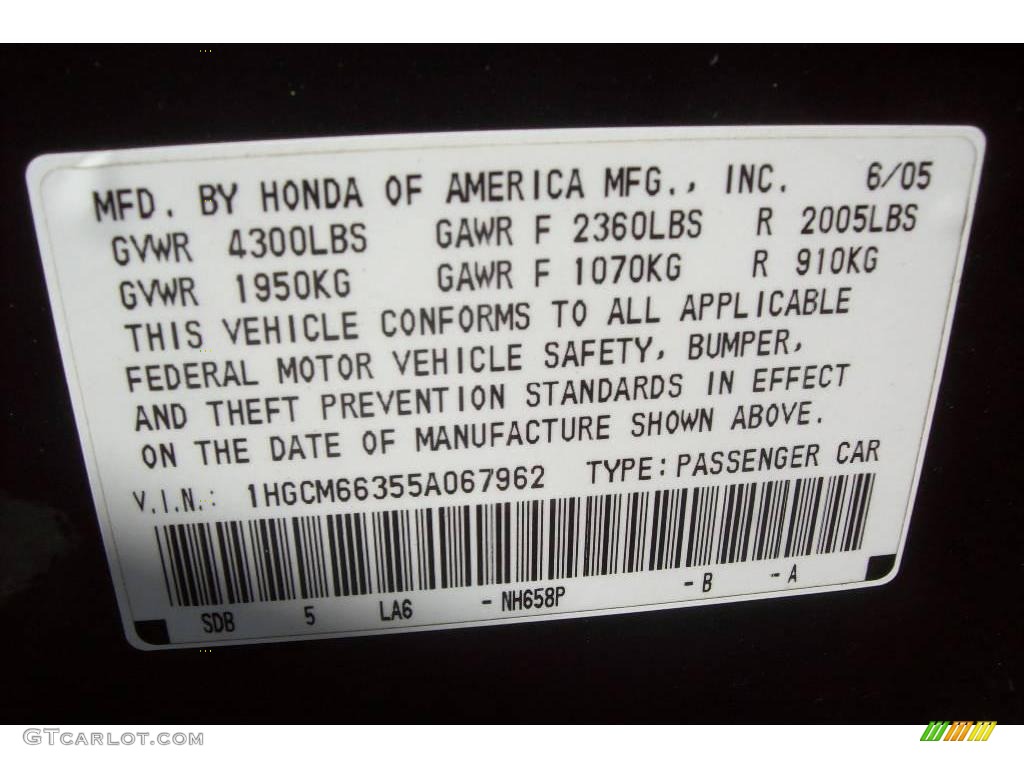 MFD. BY HONDA OF AMERICA MFG., INC. 6/05
GVWR 4300LBS GAWR F 2360LBS R 2005LBS
GVWR 1950KG GAWR F 1070KG R 910KG
THIS VEHICLE CONFORMS TO ALL APPLICABLE
FEDERAL MOTOR VEHICLE SAFETY, BUMPER,
AND THEFT PREVENTION STANDARDS IN EFFECT
ON THE DATE OF MANUFACTURE SHOWN ABOVE.
V.I.N.: 1HGCM66355A067962 TYPE: PASSENGER CAR
SDB 5 LA6 - NH658P - B - A
GTCARLOT.COM